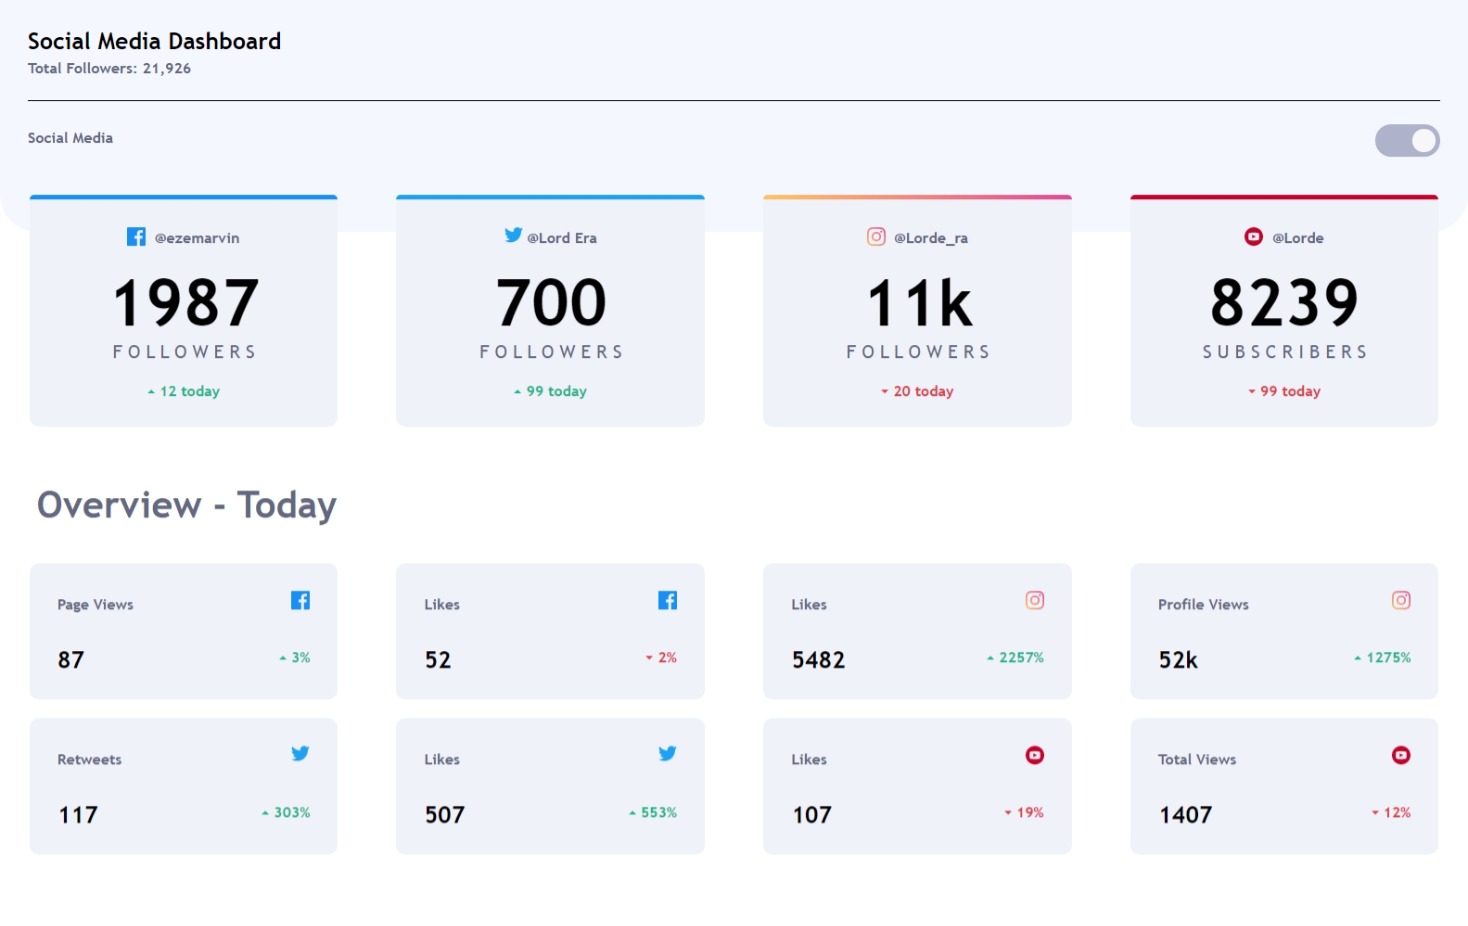 Social Media Dashboard
Total Followers: 21,926
Social Media
@ezemarvin
1987
FOLLOWERS
12 today
@Lord Era
700
FOLLOWERS
99 today
@Lorde_ra
11k
FOLLOWERS
20 today
@Lorde
8239
SUBSCRIBERS
99 today
Overview - Today
Page Views
87
3%
Likes
52
2%
Likes
5482
2257%
Profile Views
52k
1275%
Retweets
117
303%
Likes
507
553%
Likes
107
19%
Total Views
1407
12%